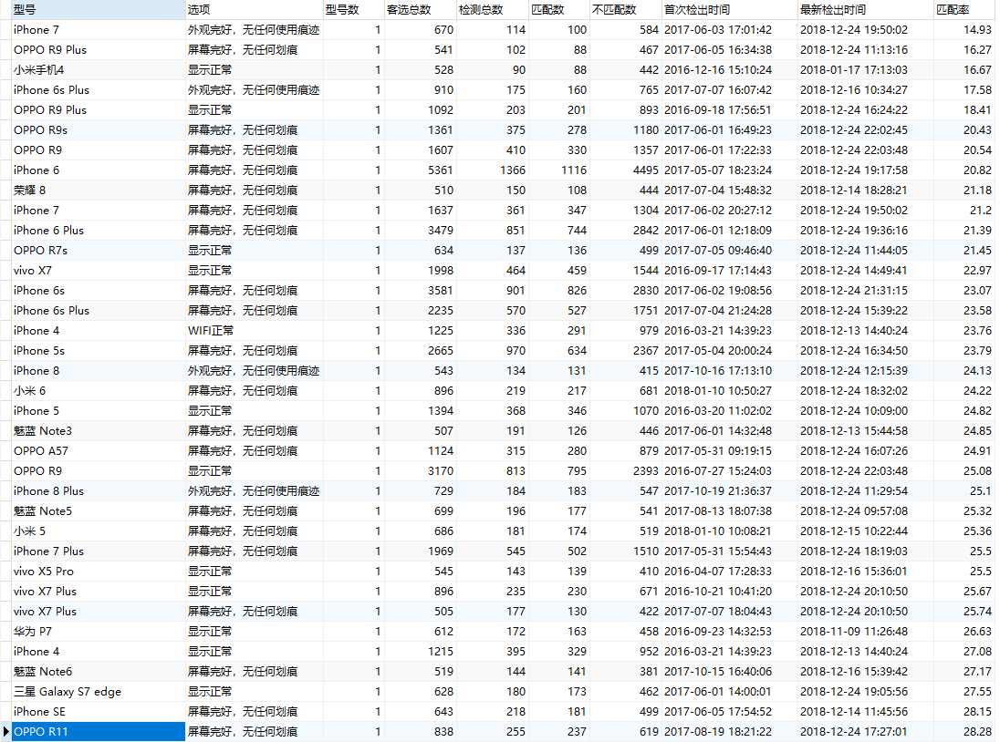 型号 选项 型号数 客选总数 检测总数 匹配数 不匹配数 首次检出时间 最新检出时间 匹配率
iPhone 7 外观完好，无任何使用痕迹 1 670 114 100 584 2017-06-03 17:01:42 2018-12-24 19:50:02 14.93
OPPO R9 Plus 屏幕完好，无任何划痕 1 541 102 88 467 2017-06-05 16:34:38 2018-12-24 11:13:16 16.27
小米手机4 显示正常 1 528 90 88 442 2016-12-16 15:10:24 2018-01-17 17:13:03 16.67
iPhone 6s Plus 外观完好，无任何使用痕迹 1 910 175 160 765 2017-07-07 16:07:42 2018-12-16 10:34:27 17.58
OPPO R9 Plus 显示正常 1 1092 203 201 893 2016-09-18 17:56:51 2018-12-24 16:24:22 18.41
OPPO R9s 屏幕完好，无任何划痕 1 1361 375 278 1180 2017-06-01 16:49:23 2018-12-24 22:02:45 20.43
OPPO R9 屏幕完好，无任何划痕 1 1607 410 330 1357 2017-06-01 17:22:33 2018-12-24 22:03:48 20.54
iPhone 6 屏幕完好，无任何划痕 1 5361 1366 1116 4495 2017-05-07 18:23:24 2018-12-24 19:17:58 20.82
荣耀 8 屏幕完好，无任何划痕 1 510 150 108 444 2017-07-04 15:48:32 2018-12-14 18:28:21 21.18
iPhone 7 屏幕完好，无任何划痕 1 1637 361 347 1304 2017-06-02 20:27:12 2018-12-24 19:50:02 21.2
iPhone 6 Plus 屏幕完好，无任何划痕 1 3479 851 744 2842 2017-06-01 12:18:09 2018-12-24 19:36:16 21.39
OPPO R7s 显示正常 1 634 137 136 499 2017-07-05 09:46:40 2018-12-24 11:44:05 21.45
vivo X7 显示正常 1 1998 464 459 1544 2016-09-17 17:14:43 2018-12-24 14:49:41 22.97
iPhone 6s 屏幕完好，无任何划痕 1 3581 901 826 2830 2017-06-02 19:08:56 2018-12-24 21:31:15 23.07
iPhone 6s Plus 屏幕完好，无任何划痕 1 2235 570 527 1751 2017-07-04 21:24:28 2018-12-24 15:39:22 23.58
iPhone 4 WIFI正常 1 1225 336 291 979 2016-03-21 14:39:23 2018-12-13 14:40:24 23.76
iPhone 5s 屏幕完好，无任何划痕 1 2665 970 634 2367 2017-05-04 20:00:24 2018-12-24 16:34:50 23.79
iPhone 8 外观完好，无任何使用痕迹 1 543 134 131 415 2017-10-16 17:13:10 2018-12-24 12:15:39 24.13
小米 6 屏幕完好，无任何划痕 1 896 219 217 681 2018-01-10 10:50:27 2018-12-24 18:32:02 24.22
iPhone 5 显示正常 1 1394 368 346 1070 2016-03-20 11:02:02 2018-12-24 10:09:00 24.82
魅蓝 Note3 屏幕完好，无任何划痕 1 507 191 126 446 2017-06-01 14:32:48 2018-12-13 15:44:58 24.85
OPPO A57 屏幕完好，无任何划痕 1 1124 315 280 879 2017-05-31 09:19:15 2018-12-24 16:07:26 24.91
OPPO R9 显示正常 1 3170 813 795 2393 2016-07-27 15:24:03 2018-12-24 22:03:48 25.08
iPhone 8 Plus 外观完好，无任何使用痕迹 1 729 184 183 547 2017-10-19 21:36:37 2018-12-24 11:29:54 25.1
魅蓝 Note5 屏幕完好，无任何划痕 1 699 196 177 541 2017-08-13 18:07:38 2018-12-24 09:57:08 25.32
小米 5 屏幕完好，无任何划痕 1 686 181 174 519 2018-01-10 10:08:21 2018-12-15 10:22:44 25.36
iPhone 7 Plus 屏幕完好，无任何划痕 1 1969 545 502 1510 2017-05-31 15:54:43 2018-12-24 18:19:03 25.5
vivo X5 Pro 显示正常 1 545 143 139 410 2016-04-07 17:28:33 2018-12-16 15:36:01 25.5
vivo X7 Plus 显示正常 1 896 235 230 671 2016-10-21 10:41:20 2018-12-24 20:10:50 25.67
vivo X7 Plus 屏幕完好，无任何划痕 1 505 177 130 422 2017-07-07 18:04:43 2018-12-24 20:10:50 25.74
华为 P7 显示正常 1 612 172 163 458 2016-09-23 14:32:53 2018-11-09 11:26:48 26.63
iPhone 4 显示正常 1 1215 395 329 952 2016-03-21 14:39:23 2018-12-13 14:40:24 27.08
魅蓝 Note6 屏幕完好，无任何划痕 1 519 144 141 381 2017-10-15 16:40:06 2018-12-16 15:39:42 27.17
三星 Galaxy S7 edge 显示正常 1 628 180 173 462 2017-06-01 14:00:01 2018-12-24 19:05:56 27.55
iPhone SE 屏幕完好，无任何划痕 1 643 218 181 499 2017-06-05 17:54:52 2018-12-14 11:45:56 28.15
OPPO R11 屏幕完好，无任何划痕 1 838 255 237 619 2017-08-19 18:21:22 2018-12-24 17:27:01 28.28